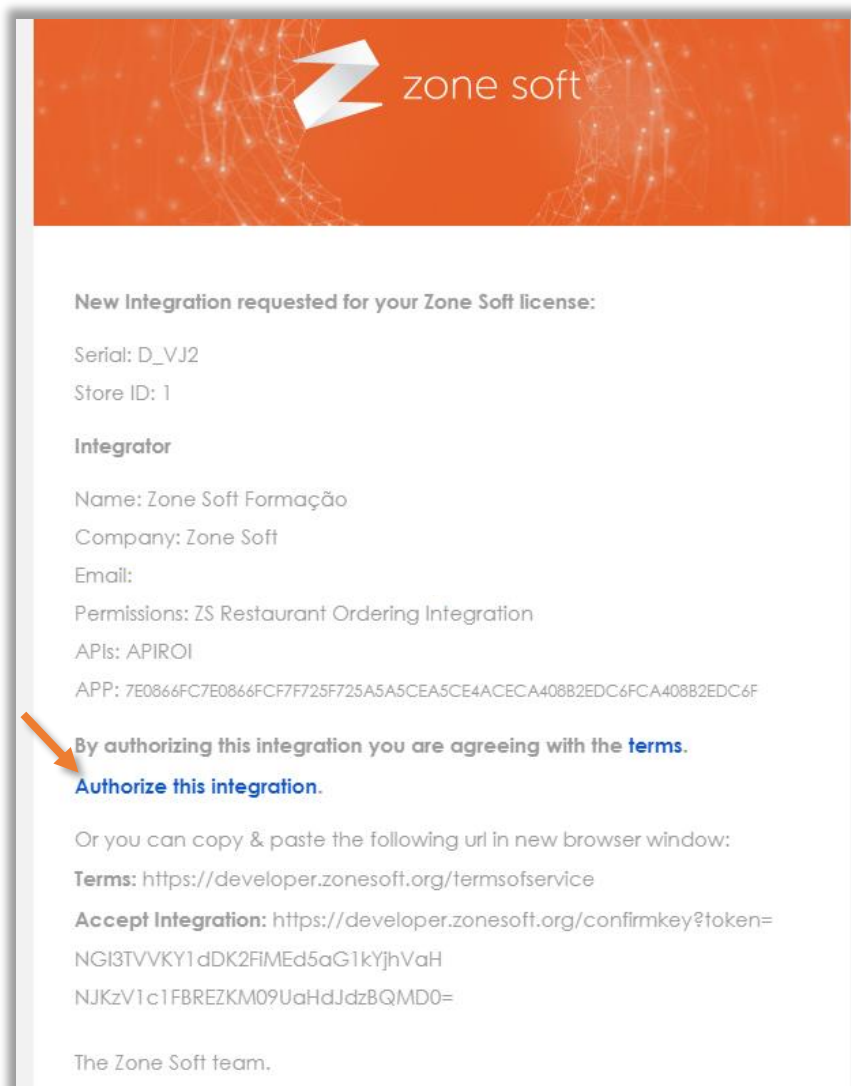 zone soft
New Integration requested for your Zone Soft license:
Serial: D_VJ2
Store ID: 1
Integrator
Name: Zone Soft Formação
Company: Zone Soft
Email:
Permissions: ZS Restaurant Ordering Integration
APIs: APIROI
APP: 7E0866FC7E0866FCF7F725F725A5A5CEA5CE4ACECA408B2EDC6FCA408B2EDC6F
By authorizing this integration you are agreeing with the terms.
Authorize this integration.
Or you can copy & paste the following url in new browser window:
Terms: https://developer.zonesoft.org/termsofservice
Accept Integration: https://developer.zonesoft.org/confirmkey?token=
NGI3TVVKY1dDK2FiMEd5aG1kYjhVaH
NJKzV1c1FBREZKM09UaHdJdzBQMD0=
The Zone Soft team.